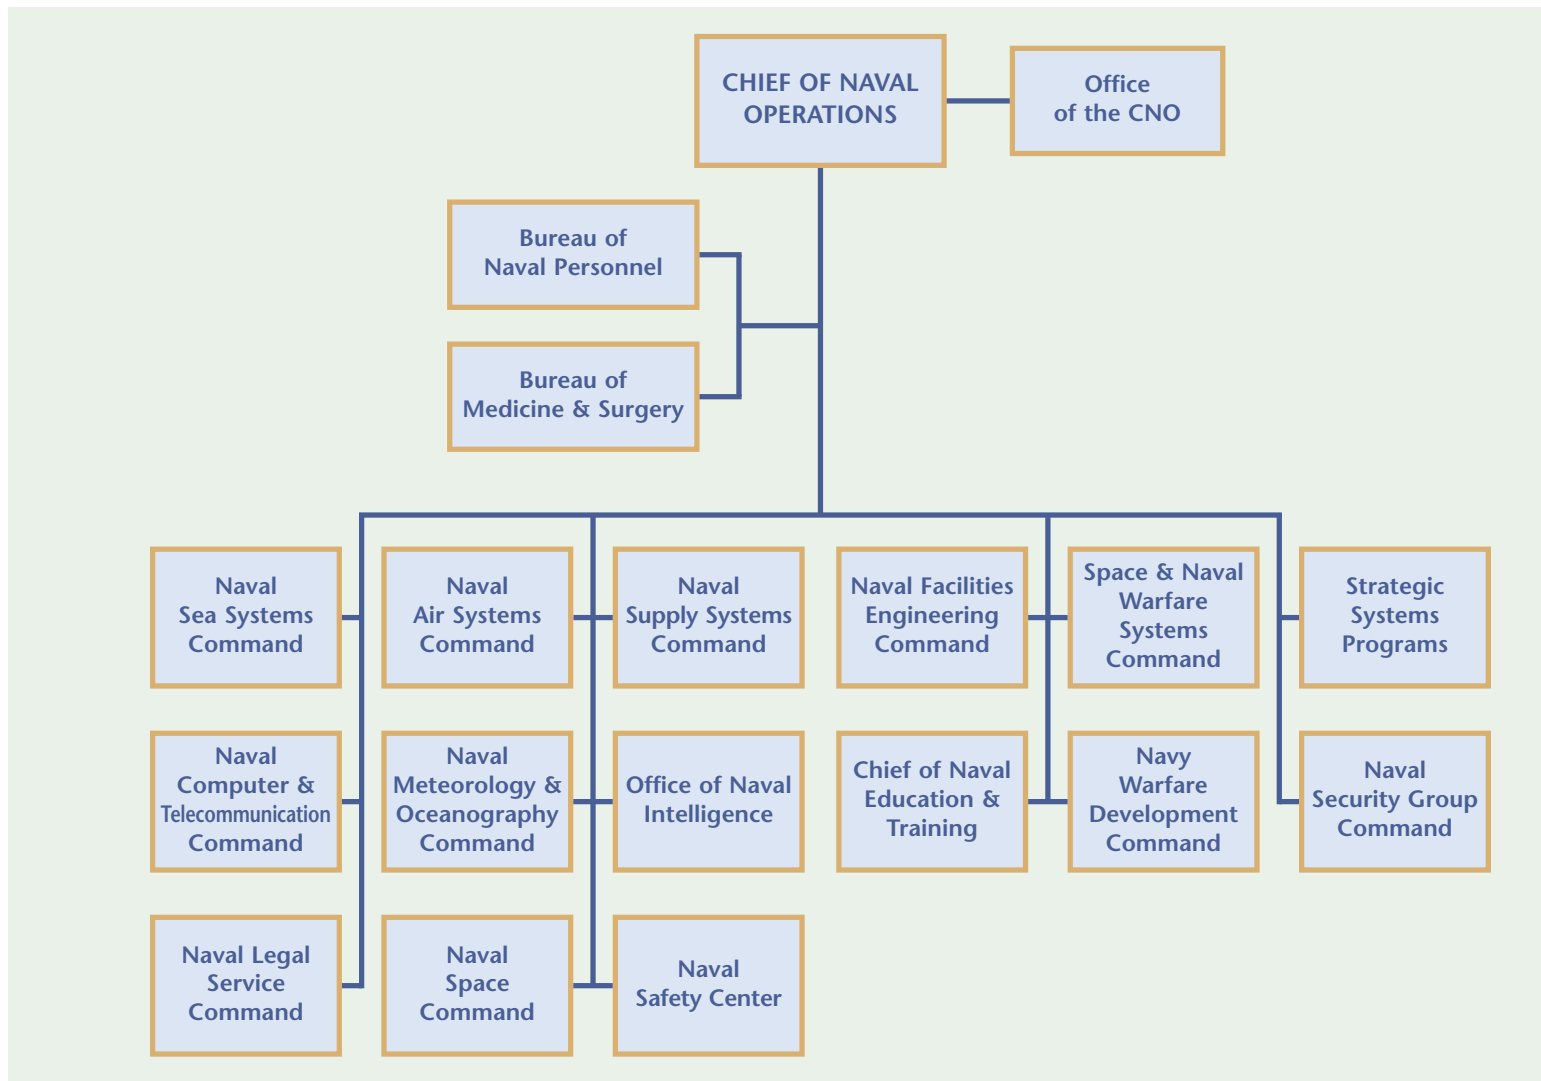 CHIEF OF NAVAL
OPERATIONS
Office
of the CNO
Bureau of
Naval Personnel
Bureau of
Medicine & Surgery
Naval
Sea Systems
Command
Naval
Air Systems
Command
Naval
Supply Systems
Command
Naval Facilities
Engineering
Command
Space & Naval
Warfare
Systems
Command
Strategic
Systems
Programs
Naval
Computer &
Telecommunication
Command
Naval
Meteorology &
Oceanography
Command
Office of Naval
Intelligence
Chief of Naval
Education &
Training
Navy
Warfare
Development
Command
Naval
Security Group
Command
Naval Legal
Service
Command
Naval
Space
Command
Naval
Safety Center